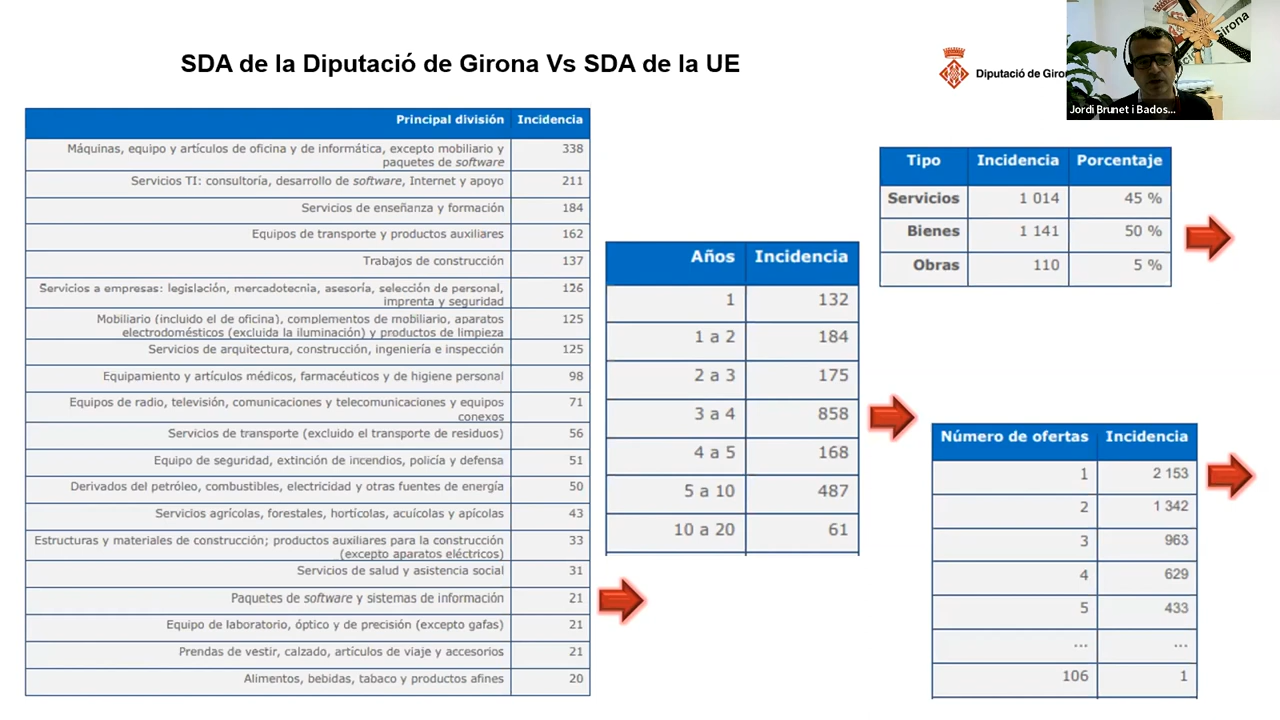 SDA de la Diputació de Girona Vs SDA de la UE
Diputació de Giro
Jordi Brunet i Bados...
Principal división Incidencia
Máquinas, equipo y artículos de oficina y de informática, excepto mobiliario y
paquetes de software 338
Servicios TI: consultoría, desarrollo de software, Internet y apoyo 211
Servicios de enseñanza y formación 184
Equipos de transporte y productos auxiliares 162
Trabajos de construcción 137
Servicios a empresas: legislación, mercadotecnia, asesoría, selección de personal,
imprenta y seguridad 126
Mobiliario (incluido el de oficina), complementos de mobiliario, aparatos
electrodomésticos (excluida la iluminación) y productos de limpieza 125
Servicios de arquitectura, construcción, ingeniería e inspección 125
Equipamiento y artículos médicos, farmacéuticos y de higiene personal 98
Equipos de radio, televisión, comunicaciones y telecomunicaciones y equipos
conexos 71
Servicios de transporte (excluido el transporte de residuos) 56
Equipo de seguridad, extinción de incendios, policía y defensa 51
Derivados del petróleo, combustibles, electricidad y otras fuentes de energía 50
Servicios agrícolas, forestales, hortícolas, acuícolas y apícolas 43
Estructuras y materiales de construcción; productos auxiliares para la construcción
(excepto aparatos eléctricos) 33
Servicios de salud y asistencia social 31
Paquetes de software y sistemas de información 21
Equipo de laboratorio, óptico y de precisión (excepto gafas) 21
Prendas de vestir, calzado, artículos de viaje y accesorios 21
Alimentos, bebidas, tabaco y productos afines 20
Años Incidencia
1 132
1 a 2 184
2 a 3 175
3 a 4 858
4 a 5 168
5 a 10 487
10 a 20 61
Tipo Incidencia Porcentaje
Servicios 1 014 45 %
Bienes 1 141 50 %
Obras 110 5 %
Número de ofertas Incidencia
1 2 153
2 1 342
3 963
4 629
5 433
... ...
106 1